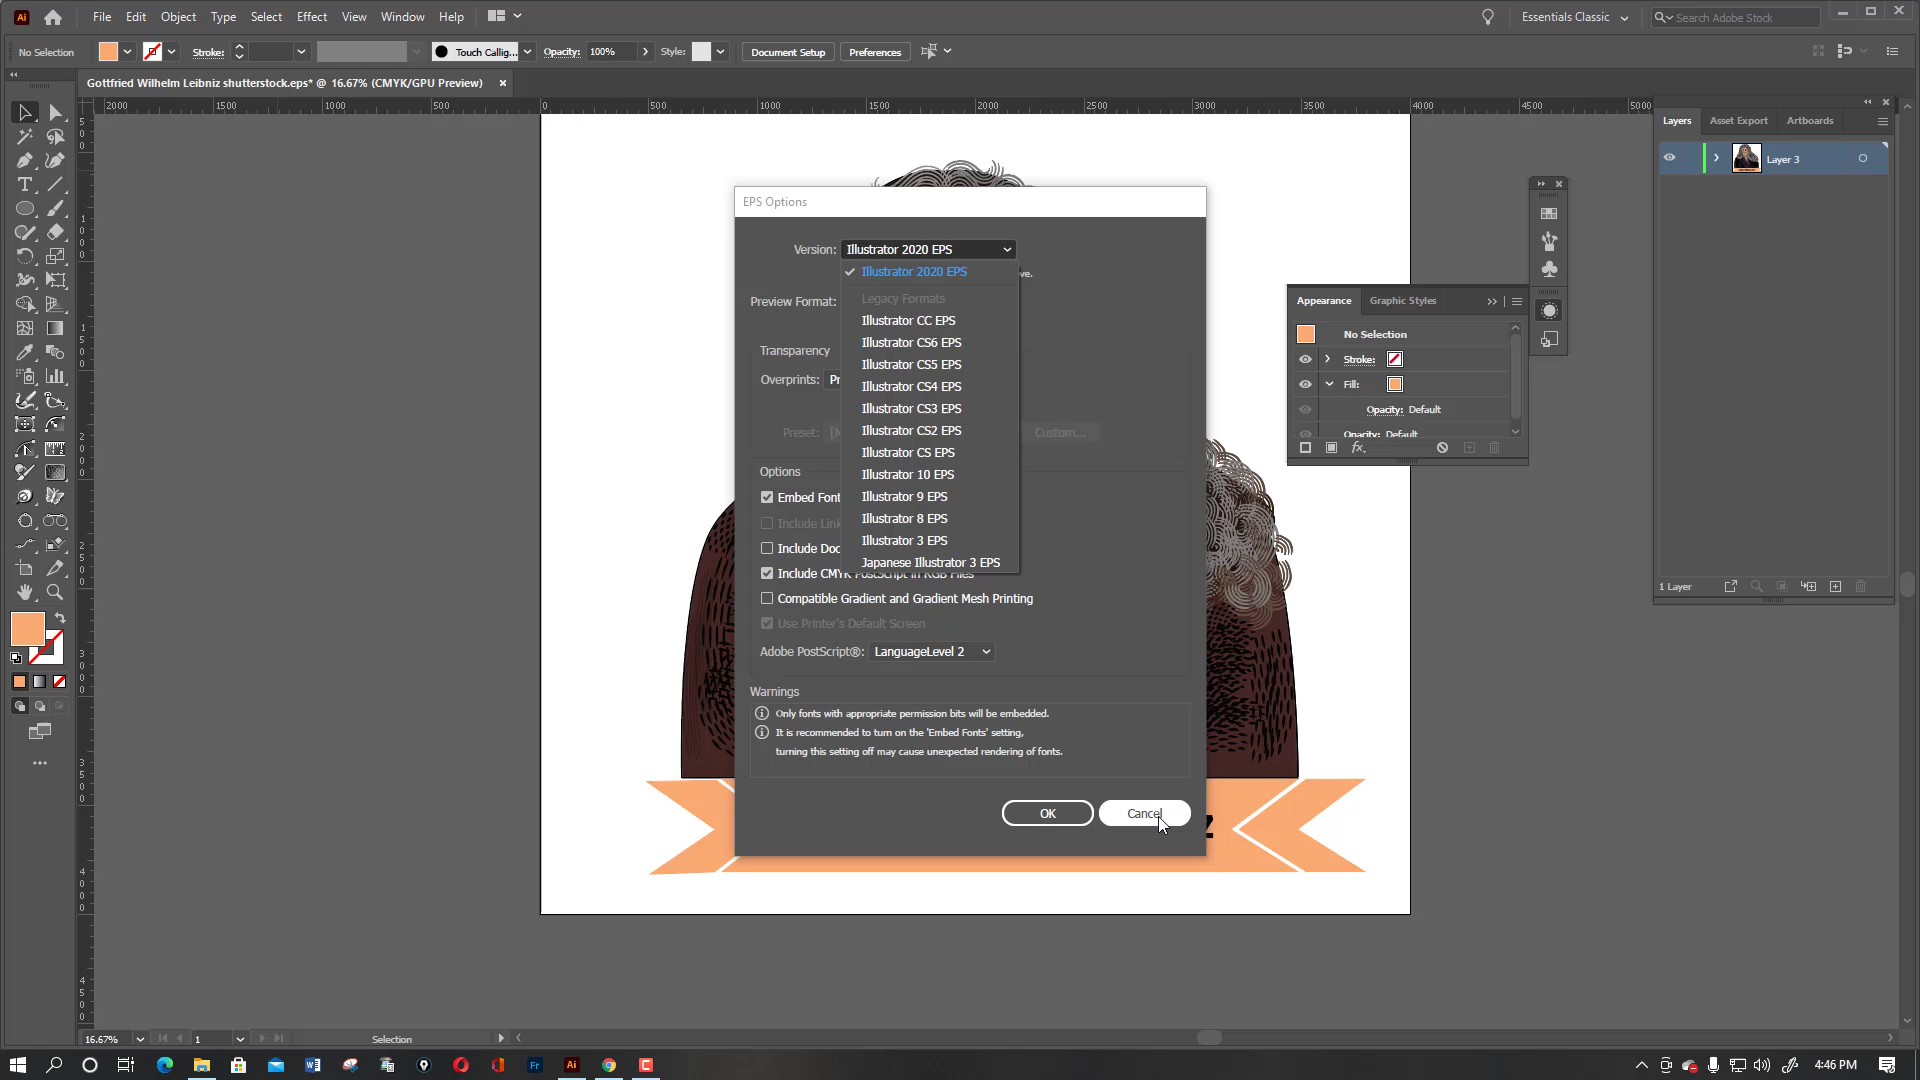 Ai File Edit Object Type Select Effect View Window Help Essentials Classic Search Adobe Stock
No Selection Stroke: Touch Callig... Opacity: 100% Style: Document Setup Preferences
Gottfried Wilhelm Leibniz shutterstock.eps* @ 16.67% (CMYK/GPU Preview)
2000 1500 1000 500 0 500 1000 1500 2000 2500 3000 3500 4000 4500 5000
Layers Asset Export Artboards
Layer 3
EPS Options
Version: Illustrator 2020 EPS
Illustrator 2020 EPS
ve.
Legacy Formats
Preview Format:
Illustrator CC EPS
Illustrator CS6 EPS
Transparency
Illustrator CS5 EPS
Overprints: Pr
Illustrator CS4 EPS
Illustrator CS3 EPS
Preset: Custom...
Illustrator CS2 EPS
Illustrator CS EPS
Options
Illustrator 10 EPS
Embed Font
Illustrator 9 EPS
Include Link
Illustrator 8 EPS
Illustrator 3 EPS
Include Doc
Japanese Illustrator 3 EPS
Include CMYK PostScript in RGB Files
Compatible Gradient and Gradient Mesh Printing
Use Printer's Default Screen
Adobe PostScript®: LanguageLevel 2
Warnings
Only fonts with appropriate permission bits will be embedded.
It is recommended to turn on the 'Embed Fonts' setting,
turning this setting off may cause unexpected rendering of fonts.
OK Cancel
Z
Appearance Graphic Styles
No Selection
Stroke:
Fill:
Opacity: Default
Opacity: Default
fx.
1 Layer
16.67% 1 Selection
W Fr Ai C 4:46 PM